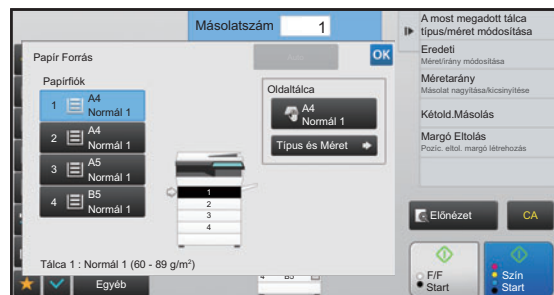 Másolatszám
1
Papír Forrás
OK
Papírfiók
1
A4
Normál 1
2
A4
Normál 1
3
A5
Normál 1
4
B5
Normál 1
Oldaltálca
A4
Normál 1
Típus és Méret
1
2
3
4
Tálca 1 : Normál 1 (60 - 89 g/m²)
Egyéb
4 B5
A most megadott tálca
típus/méret módosítása
Eredeti
Méret/irány módosítása
Méretarány
Másolat nagyítása/kicsinyítése
Kétold.Másolás
Margó Eltolás
Pozíc. eltol. margó létrehozás
Előnézet
CA
F/F
Start
Szín
Start